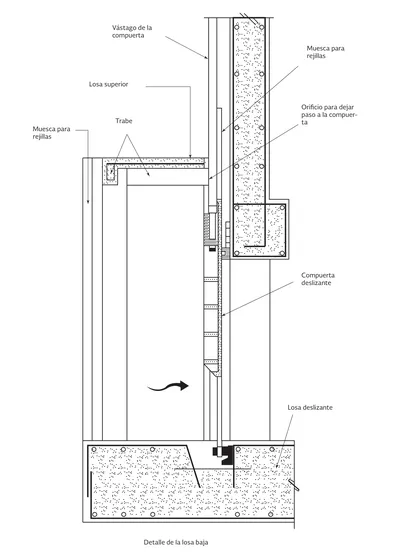 Vástago de la
compuerta
Muesca para
rejillas
Losa superior
Orificio para dejar
paso a la compuer-
ta
Trabe
Muesca para
rejillas
Compuerta
deslizante
Losa deslizante
Detalle de la losa baja